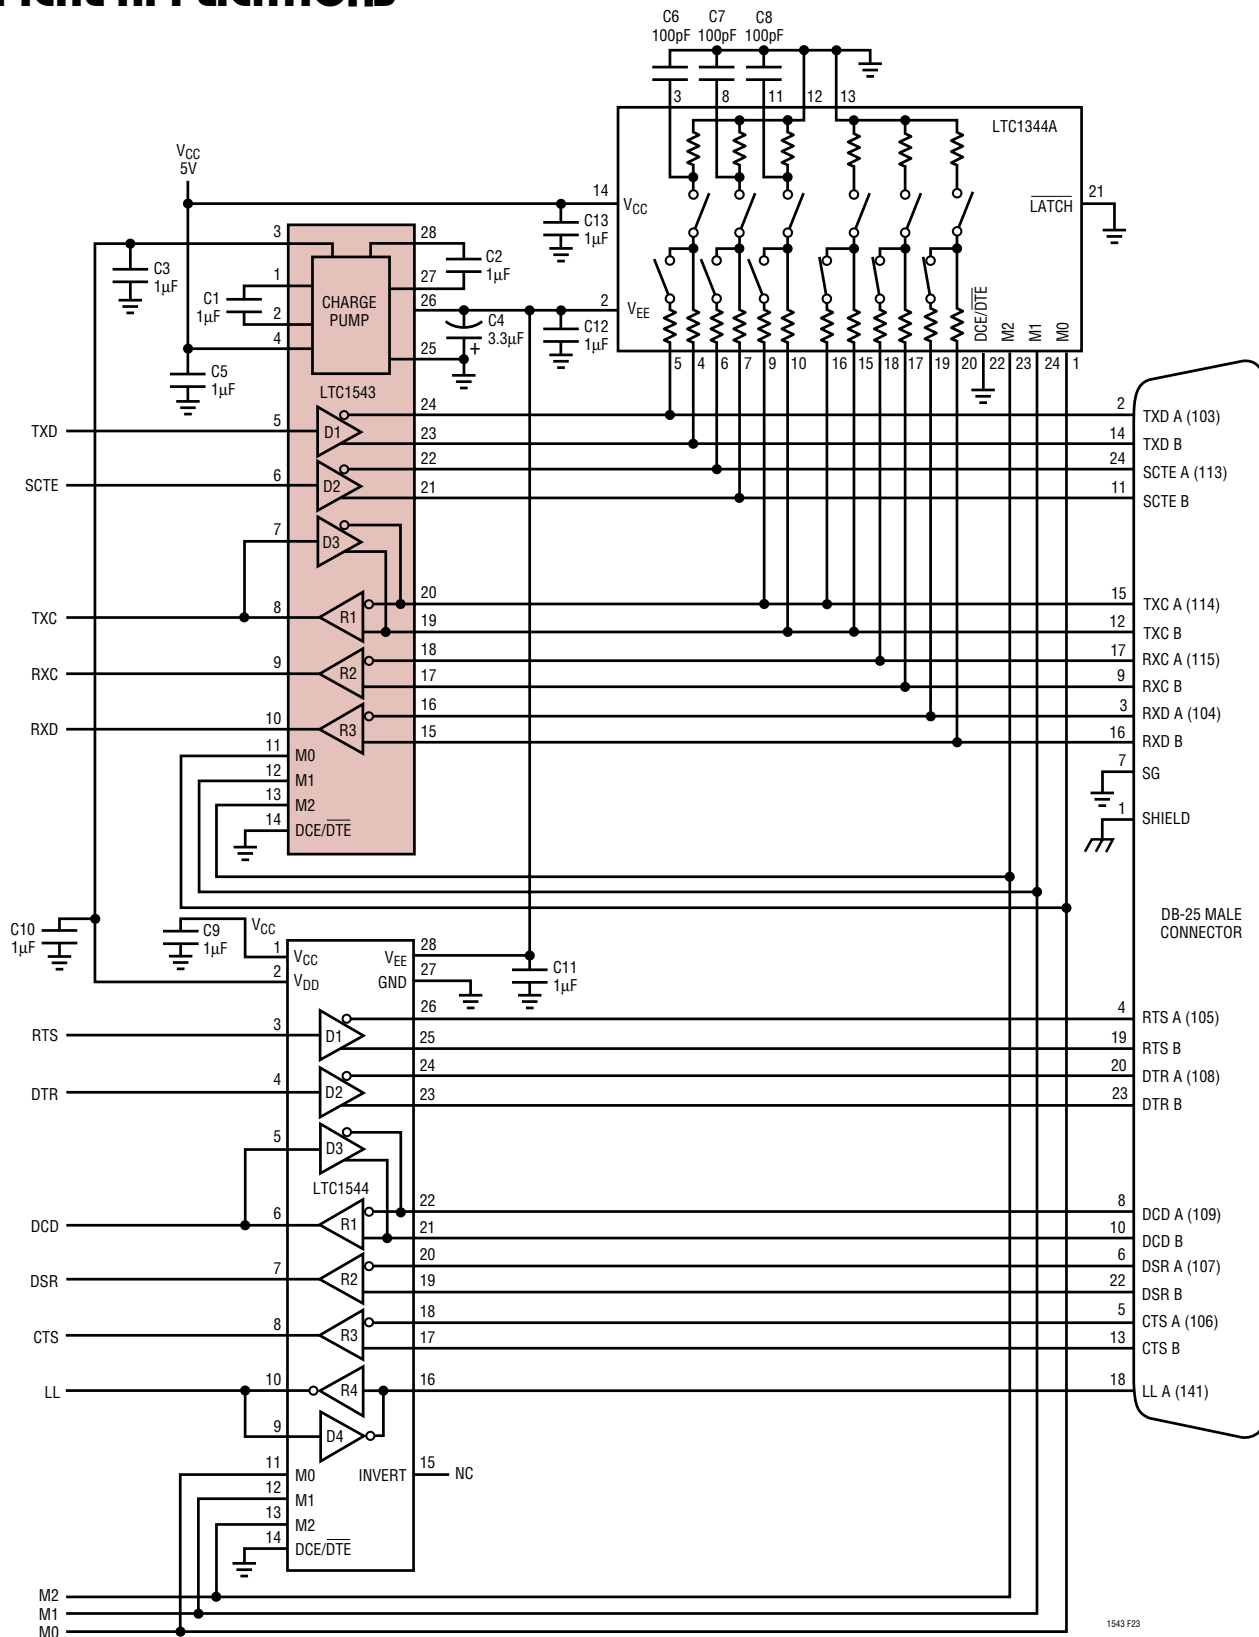 C6 C7 C8
100pF 100pF 100pF
3 8 11 12 13
LTC1344A
VCC
5V
14
VCC
LATCH
21
C13
1µF
3
28
C3
1µF
1
C1
1µF
2
4
CHARGE
PUMP
C2
1µF
27
26
2
VEE
C4
3.3µF
+
C12
1µF
25
DCE/DTE
M2
M1
M0
C5
1µF
LTC1543
5 4 6 7 9 10 16 15 18 17 19 20 22 23 24 1
TXD
5
D1
24
2
TXD A (103)
23
14
TXD B
SCTE
6
D2
22
24
SCTE A (113)
21
11
SCTE B
7
D3
20
15
TXC A (114)
TXC
8
R1
19
12
TXC B
18
17
RXC A (115)
RXC
9
R2
17
9
RXC B
16
3
RXD A (104)
RXD
10
R3
15
16
RXD B
11
M0
7
SG
12
M1
13
M2
1
SHIELD
14
DCE/DTE
DB-25 MALE
CONNECTOR
C10
1µF
C9
1µF
VCC
1
VCC
VEE
28
2
VDD
GND
27
C11
1µF
RTS
3
D1
26
4
RTS A (105)
25
19
RTS B
DTR
4
D2
24
20
DTR A (108)
23
23
DTR B
5
D3
LTC1544
22
8
DCD A (109)
DCD
6
R1
21
10
DCD B
20
6
DSR A (107)
DSR
7
R2
19
22
DSR B
18
5
CTS A (106)
CTS
8
R3
17
13
CTS B
LL
10
R4
16
18
LL A (141)
9
D4
11
M0
INVERT
15
NC
12
M1
13
M2
14
DCE/DTE
M2
M1
M0
1543 F23